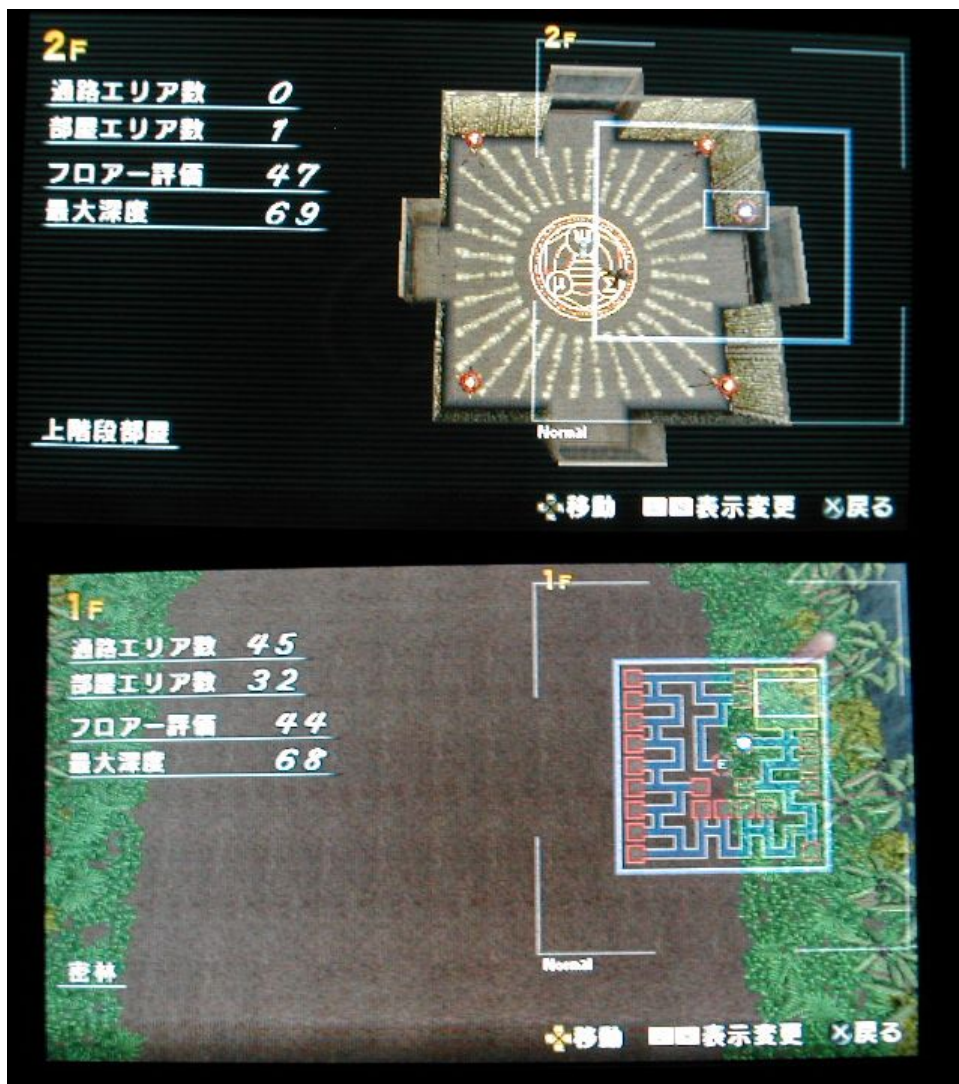 2F
2F
通路エリア数 0
部屋エリア数 1
フロアー評価 47
最大深度 69
μ Σ
上階段部屋
Normal
移動 表示変更 ×戻る
1F
1F
通路エリア数 45
部屋エリア数 32
フロアー評価 44
最大深度 68
E
密林
Normal
移動 表示変更 ×戻る